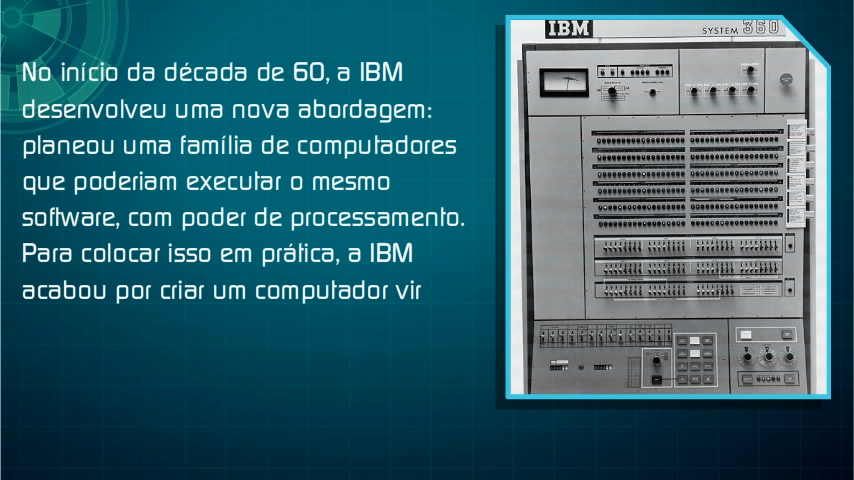 No início da década de 60, a IBM
desenvolveu uma nova abordagem:
planeou uma família de computadores
que poderiam executar o mesmo
software, com poder de processamento.
Para colocar isso em prática, a IBM
acabou por criar um computador vir
IBM SYSTEM 360